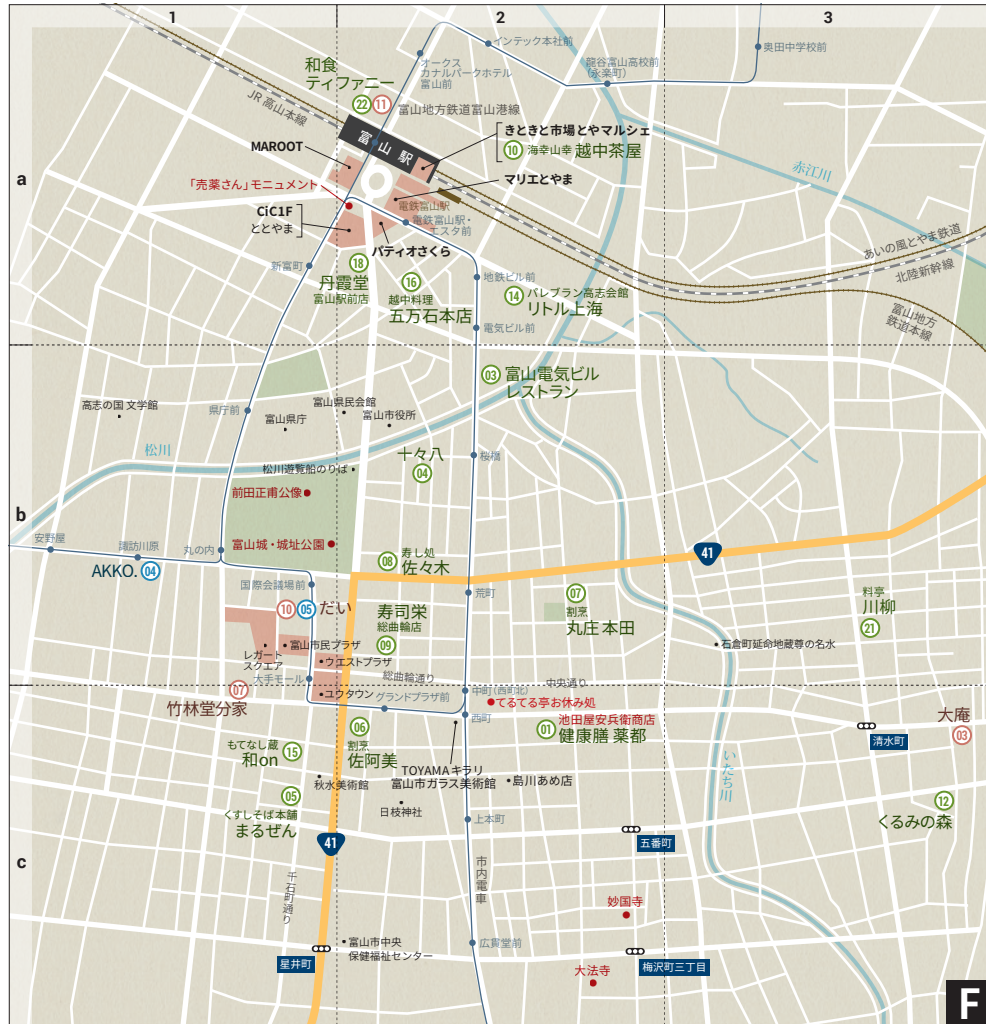 1
2
3
a
b
c
インテック本社前
奥田中学校前
龍谷富山高校前
(永楽町)
オークス
カナルパークホテル
富山前
和食
ティファニー
22
11
富山地方鉄道富山港線
JR高山本線
富山駅
きときと市場とやマルシェ
10
海幸山幸 越中茶屋
MAROOT
マリエとやま
「売薬さん」モニュメント
電鉄富山駅
CiC1F
ととやま
電鉄富山駅・
エスタ前
パティオさくら
赤江川
あいの風とやま鉄道
北陸新幹線
富山地方
鉄道本線
新富町
18
丹霞堂
富山駅前店
16
越中料理
五万石本店
地鉄ビル前
14
パレブラン高志会館
リトル上海
電気ビル前
03
富山電気ビル
レストラン
高志の国 文学館
県庁前
富山県民会館
富山県庁
富山市役所
松川
松川遊覧船のりば
十々八
04
桜橋
前田正甫公像
富山城・城址公園
安野屋
諏訪川原
丸の内
AKKO.
04
国際会議場前
08
寿し処
佐々木
41
荒町
07
割烹
丸庄本田
料亭
川柳
21
10
05
だい
寿司栄
総曲輪店
09
富山市民プラザ
レガート
スクエア
ウエストプラザ
大手モール
総曲輪通り
中央通り
石倉町延命地蔵尊の名水
07
竹林堂分家
ユウタウン
グランドプラザ前
中町(西町北)
てるてる亭お休み処
西町
01
池田屋安兵衛商店
健康膳 薬都
大庵
03
清水町
06
割烹
佐阿美
もてなし蔵
和on
15
TOYAMAキラリ
富山市ガラス美術館
島川あめ店
いたち川
秋水美術館
05
くすしそば本舗
まるぜん
日枝神社
上本町
12
くるみの森
五番町
41
千石町通り
市内電車
妙国寺
富山市中央
保健福祉センター
星井町
広貫堂前
梅沢町三丁目
大法寺
F